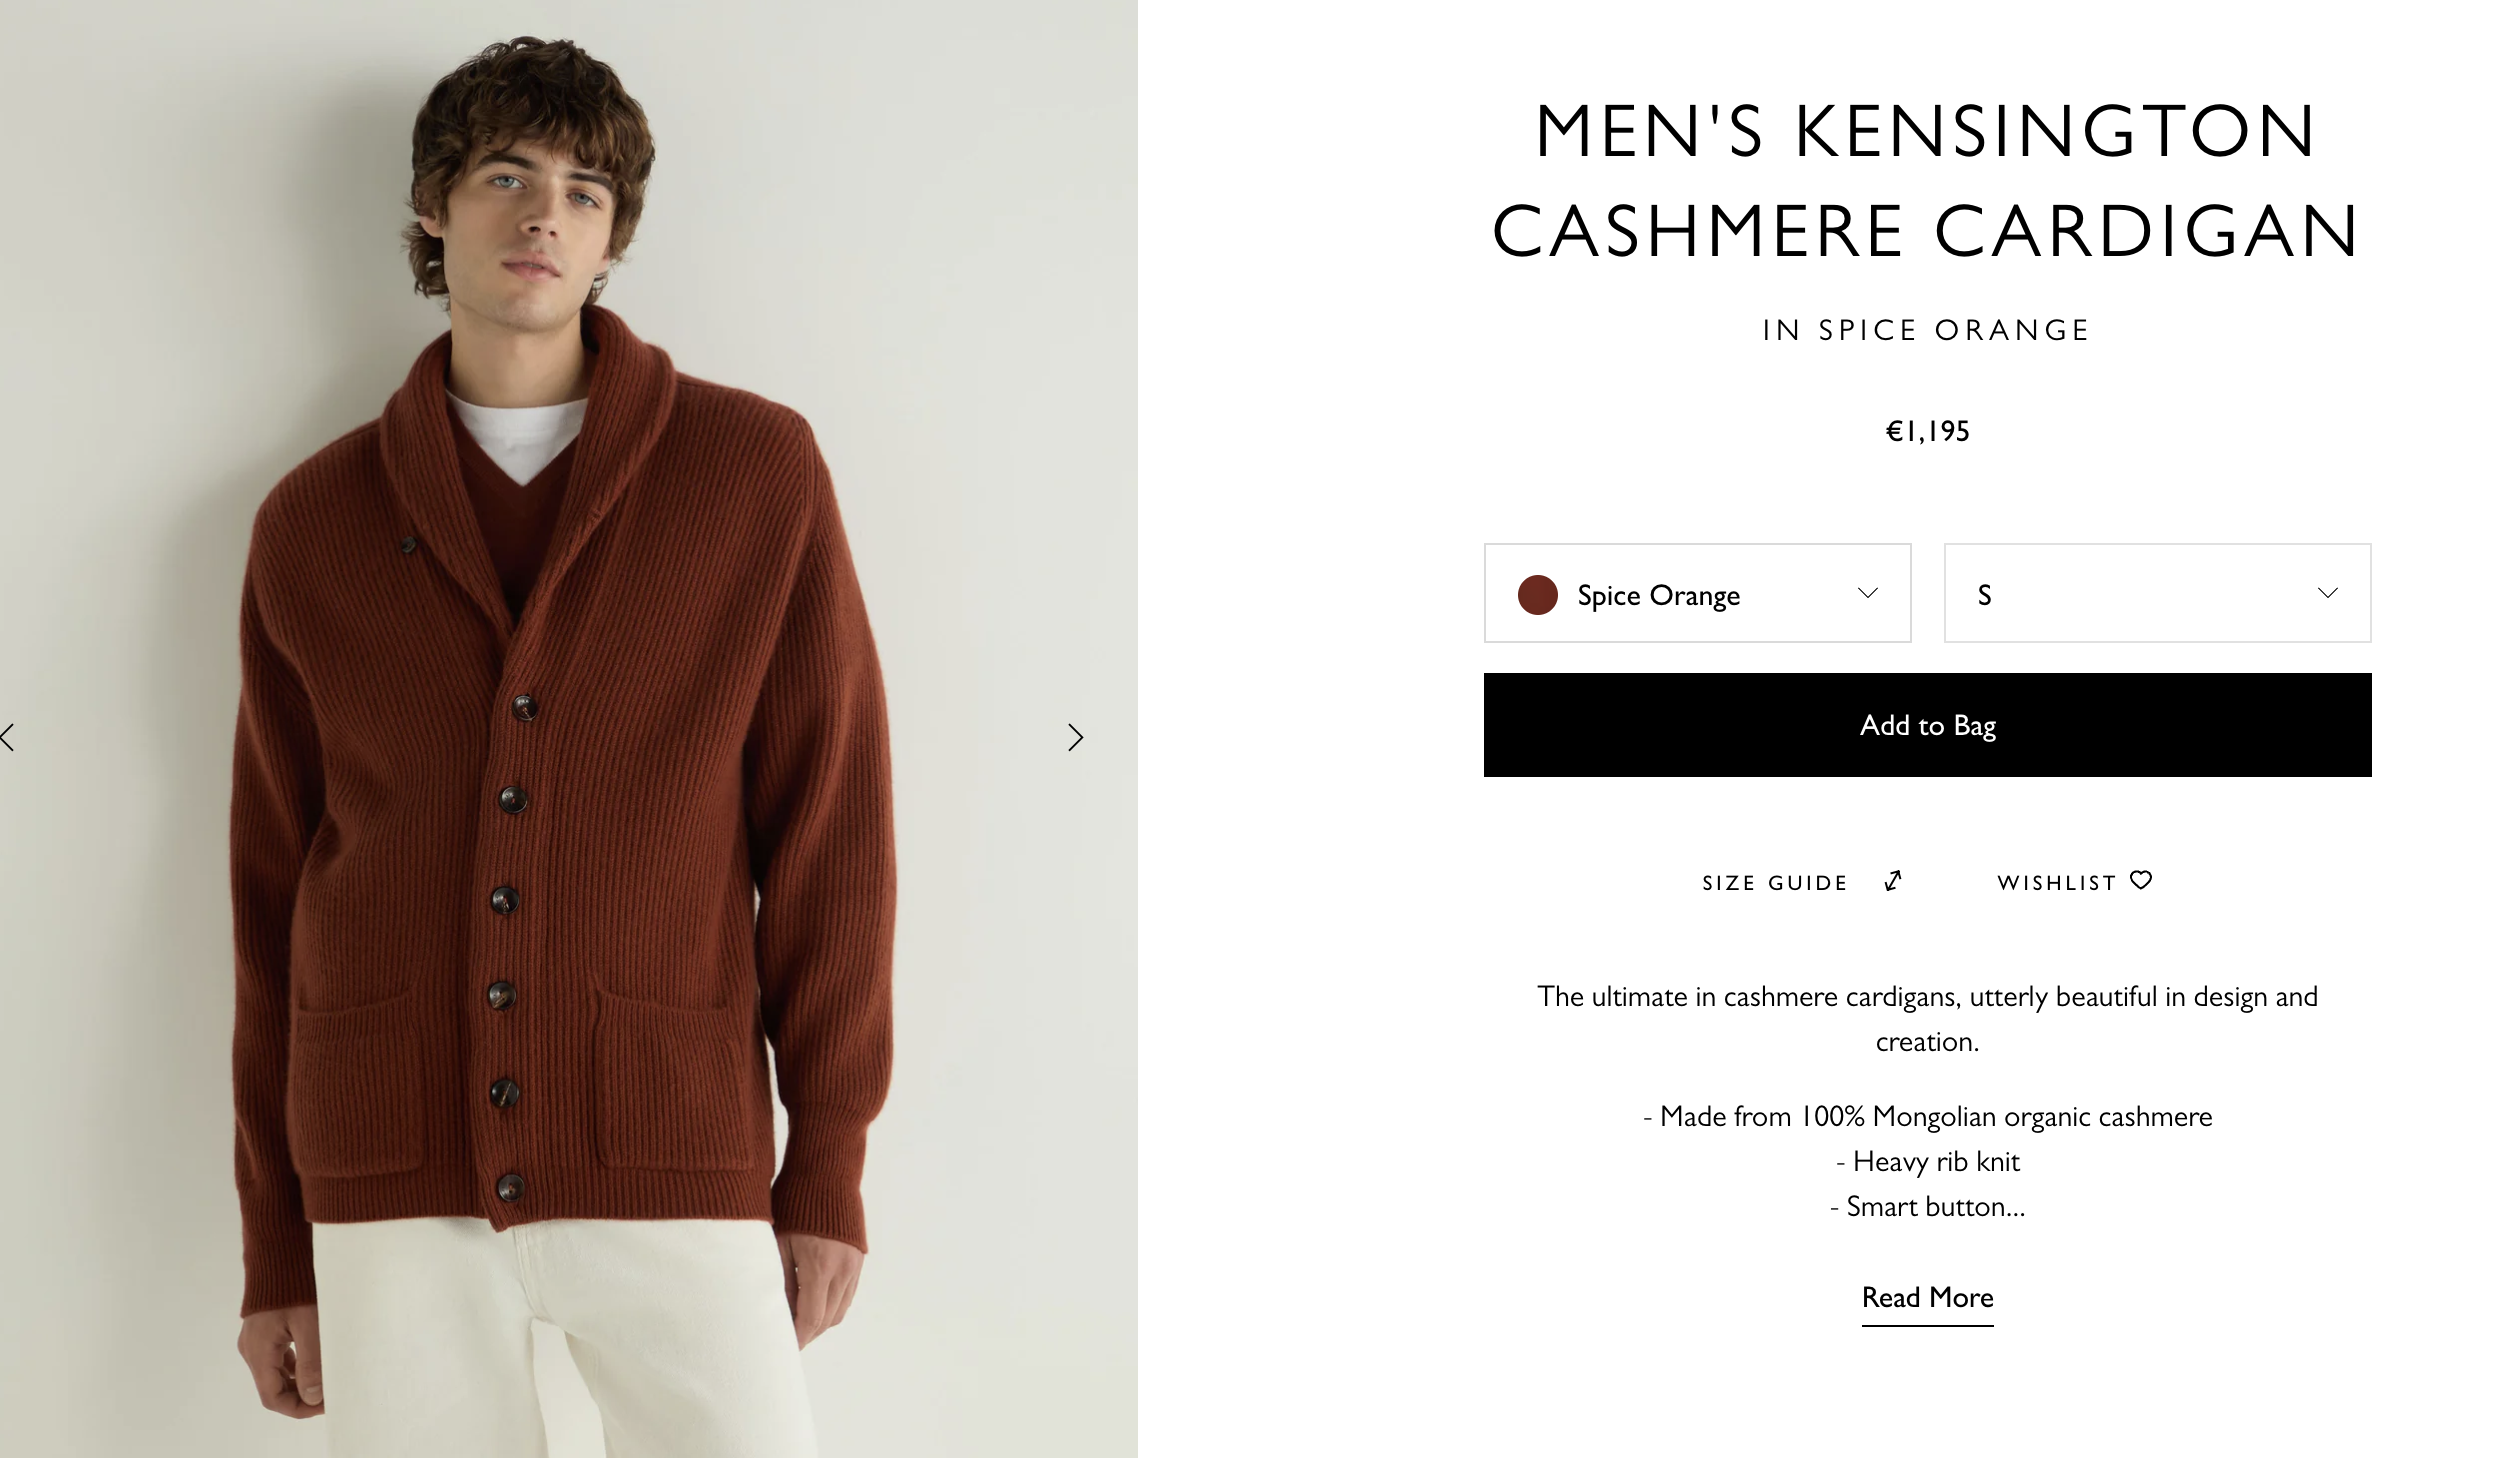 MEN'S KENSINGTON
CASHMERE CARDIGAN
IN SPICE ORANGE
€1,195
Spice Orange
S
Add to Bag
SIZE GUIDE
WISHLIST
The ultimate in cashmere cardigans, utterly beautiful in design and
creation.
- Made from 100% Mongolian organic cashmere
- Heavy rib knit
- Smart button...
Read More